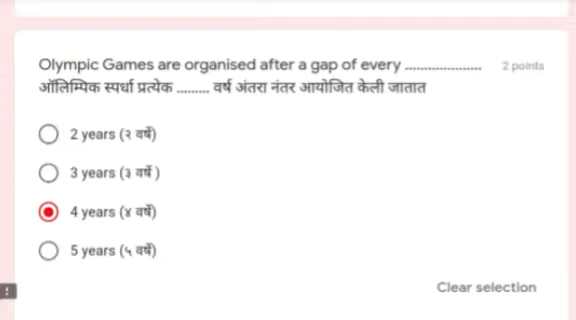 Olympic Games are organised after a gap of every .................... 2 points
ऑलिम्पिक स्पर्धा प्रत्येक ......... वर्ष अंतरा नंतर आयोजित केली जातात
2 years (२ वर्षे)
3 years (३ वर्षे )
4 years (४ वर्षे)
5 years (५ वर्षे)
Clear selection